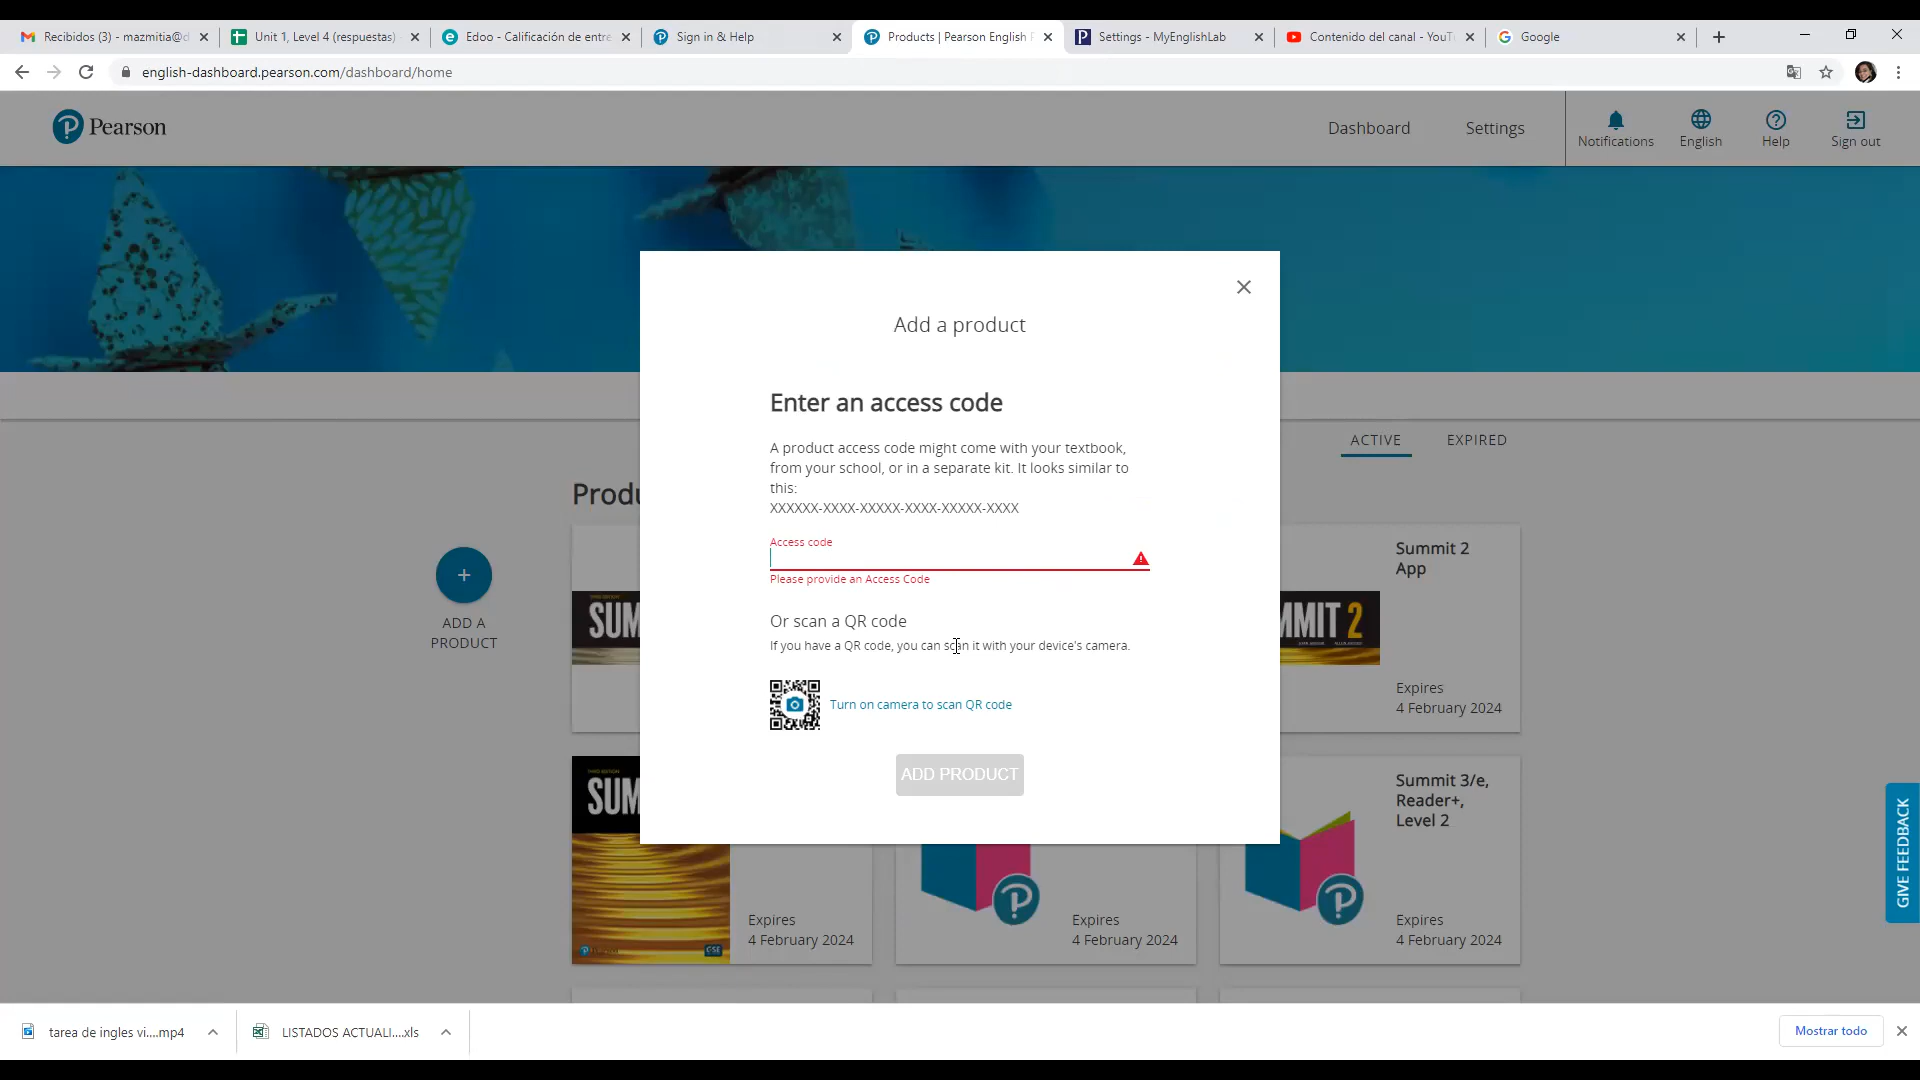 Recibidos (3) - mazmitia@d
Unit 1, Level 4 (respuestas)
Edoo - Calificación de entre
Sign in & Help
Products | Pearson English
Settings - MyEnglishLab
Contenido del canal - YouT
Google
english-dashboard.pearson.com/dashboard/home
Pearson
Dashboard
Settings
Notifications
English
Help
Sign out
Add a product
Enter an access code
A product access code might come with your textbook,
from your school, or in a separate kit. It looks similar to
this:
XXXXXX-XXXX-XXXXX-XXXX-XXXXX-XXXX
Access code
Please provide an Access Code
Or scan a QR code
If you have a QR code, you can scan it with your device's camera.
Turn on camera to scan QR code
ADD PRODUCT
ACTIVE
EXPIRED
Produ
ADD A
PRODUCT
SUM
MMIT 2
Summit 2
App
Expires
4 February 2024
SUM
Expires
4 February 2024
Expires
4 February 2024
Summit 3/e,
Reader+,
Level 2
Expires
4 February 2024
GIVE FEEDBACK
tarea de ingles vi....mp4
LISTADOS ACTUALI....xls
Mostrar todo